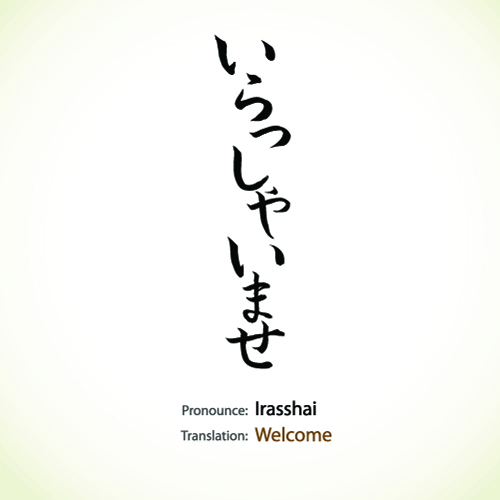 いらっしゃいませ
Pronounce: Irasshai
Translation: Welcome